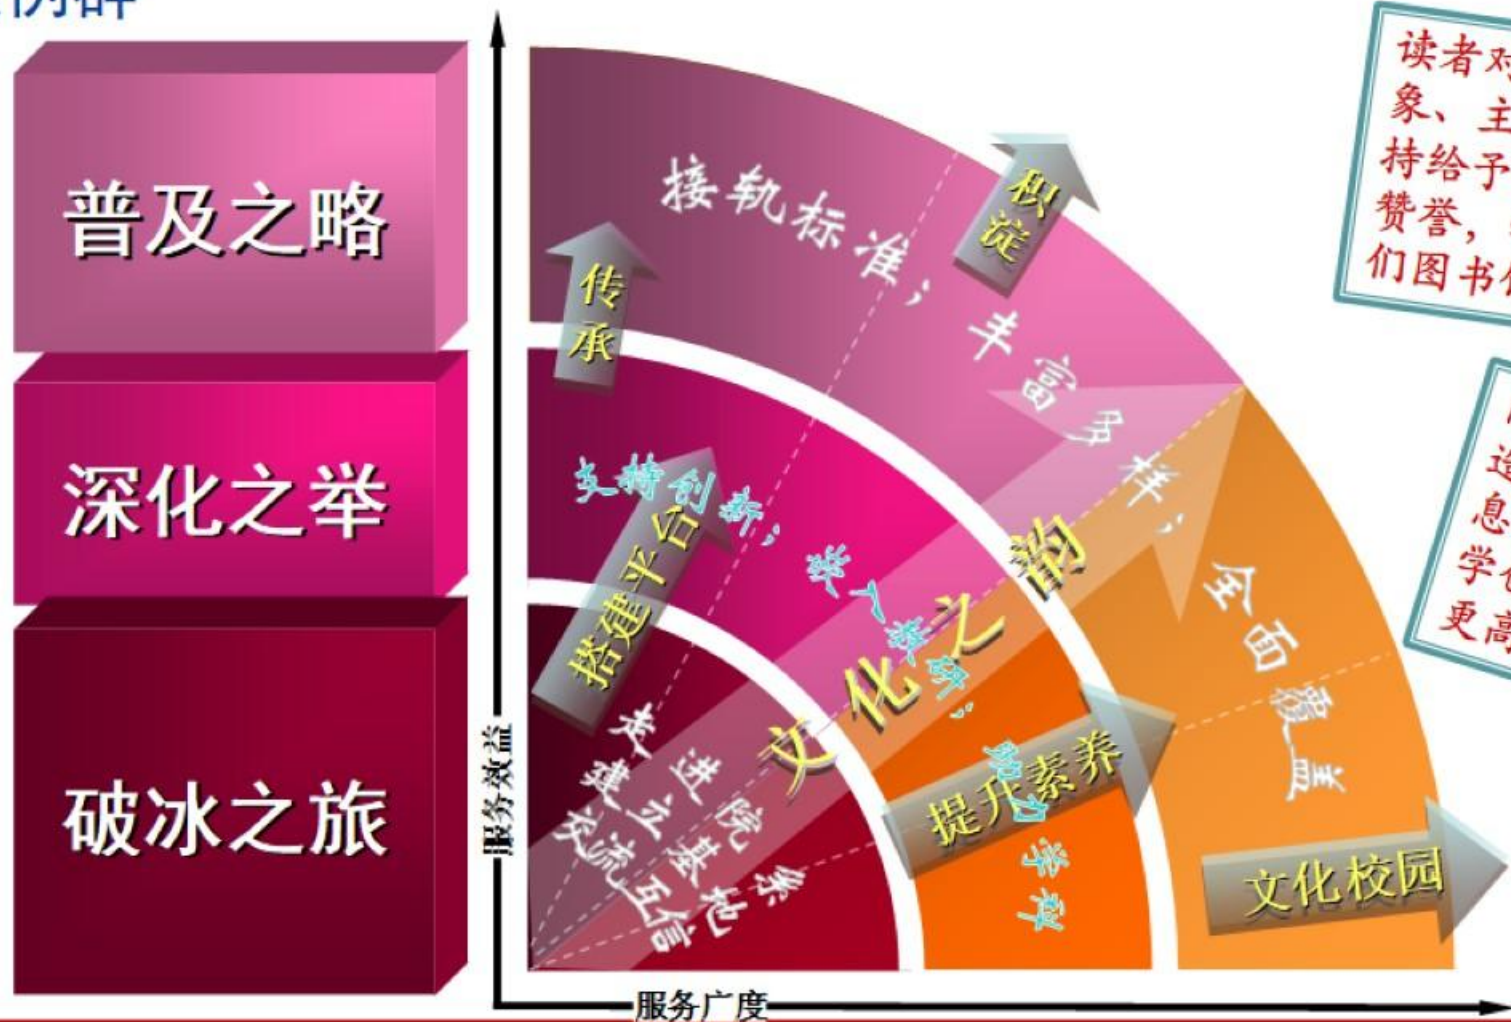 普及之略
深化之举
破冰之旅
服务效益
服务广度
接轨标准；丰富多样；全面覆盖
支持创新；嵌入教研；助力学科
走进院系
建立基地
交流互信
文化之韵
传承
积淀
搭建平台
提升素养
文化校园
读者对
象、主
持给予
赞誉，
们图书
息
学
更高